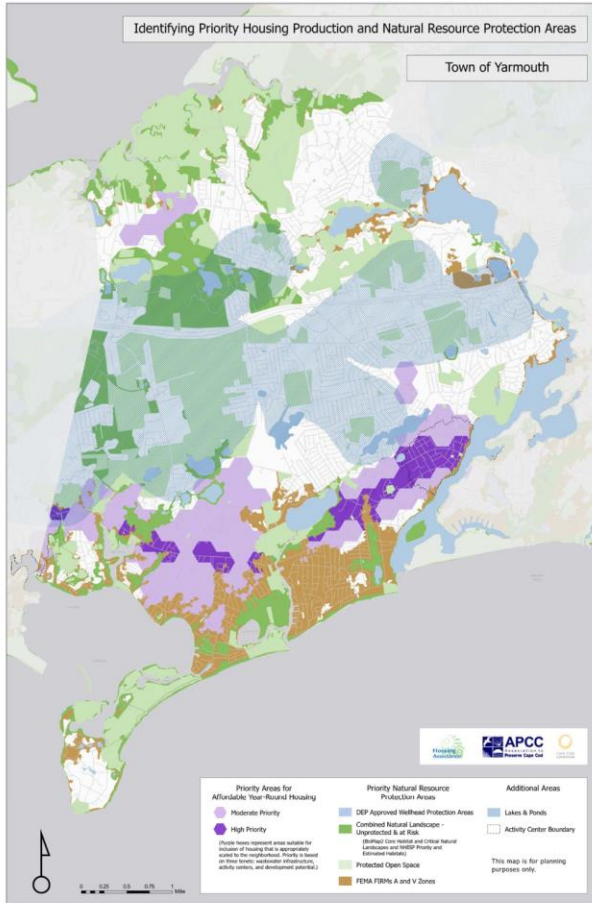 Identifying Priority Housing Production and Natural Resource Protection Areas
Town of Yarmouth
Housing
Assistance
APCC
Association to
Preserve Cape Cod
CAPE COD
COMMISSION
Priority Areas for
Affordable Year-Round Housing
Moderate Priority
High Priority
(Purple hexes represent areas suitable for
inclusion of housing that is appropriately
scaled to the neighborhood. Priority is based
on three tenets: wastewater infrastructure,
activity centers, and development potential.)
Priority Natural Resource
Protection Areas
DEP Approved Wellhead Protection Areas
Combined Natural Landscape -
Unprotected & at Risk
(BioMap2 Core Habitat and Critical Natural
Landscapes and NHESP Priority and
Estimated Habitats)
Protected Open Space
FEMA FIRMs A and V Zones
Additional Areas
Lakes & Ponds
Activity Center Boundary
This map is for planning
purposes only.
0 0.25 0.5 1
Miles